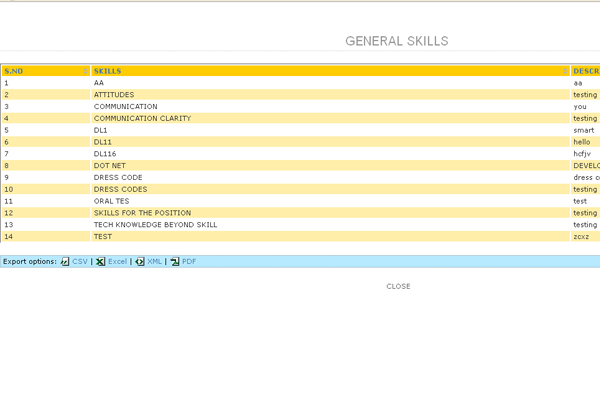 GENERAL SKILLS
S.NO SKILLS
1 AA aa
2 ATTITUDES testing
3 COMMUNICATION you
4 COMMUNICATION CLARITY testing
5 DL1 smart
6 DL11 hello
7 DL116 hcfjv
8 DOT NET
9 DRESS CODE dress
10 DRESS CODES testing
11 ORAL TES test
12 SKILLS FOR THE POSITION testing
13 TECH KNOWLEDGE BEYOND SKILL testing
14 TEST zcxz
Export options: CSV | Excel | XML | PDF
CLOSE